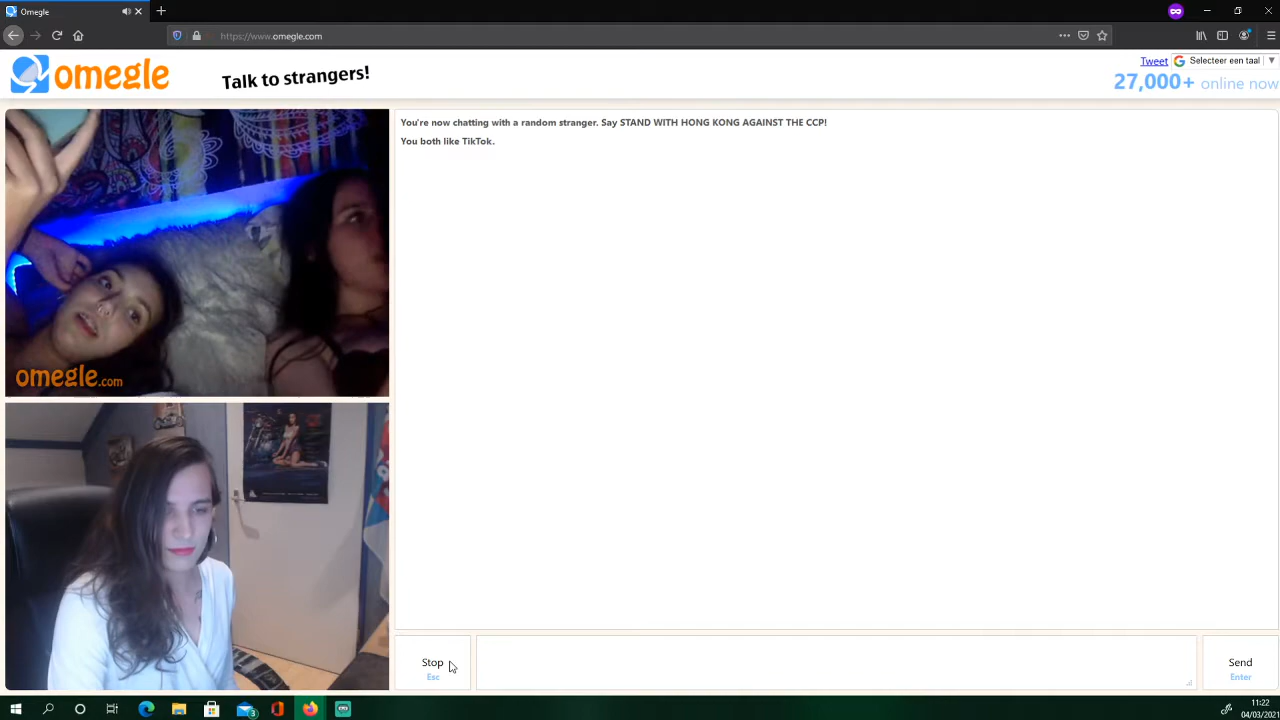 Omegle
https://www.omegle.com
omegle
Talk to strangers!
Tweet
Selecteer een taal
27,000+ online now
You're now chatting with a random stranger. Say STAND WITH HONG KONG AGAINST THE CCP!
You both like TikTok.
omegle.com
Stop
Esc
Send
Enter
3
11:22
04/03/2021